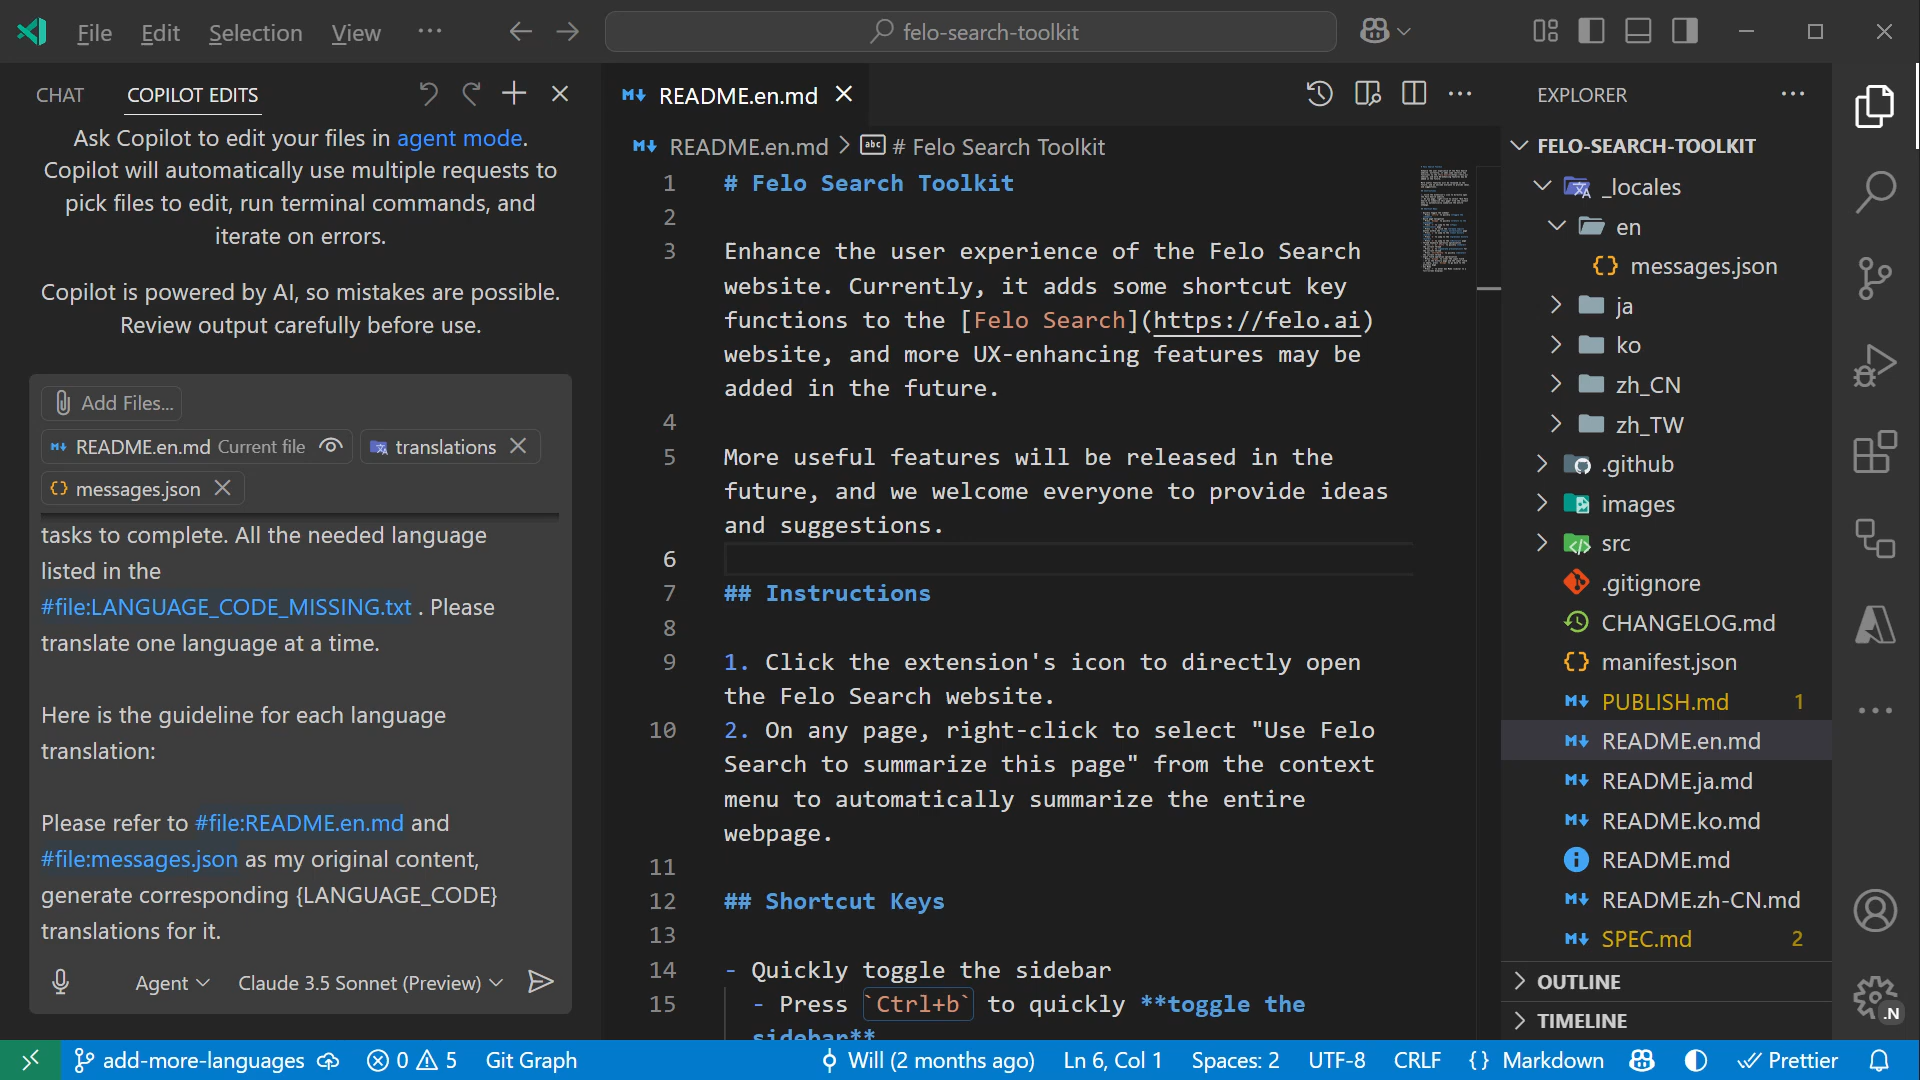 File Edit Selection View ··· felo-search-toolkit
CHAT COPILOT EDITS
Ask Copilot to edit your files in agent mode.
Copilot will automatically use multiple requests to
pick files to edit, run terminal commands, and
iterate on errors.
Copilot is powered by AI, so mistakes are possible.
Review output carefully before use.
Add Files...
README.en.md Current file translations
{} messages.json
tasks to complete. All the needed language
listed in the
#file:LANGUAGE_CODE_MISSING.txt . Please
translate one language at a time.
Here is the guideline for each language
translation:
Please refer to #file:README.en.md and
#file:messages.json as my original content,
generate corresponding {LANGUAGE_CODE}
translations for it.
Agent Claude 3.5 Sonnet (Preview)
README.en.md
README.en.md > abc # Felo Search Toolkit
1 # Felo Search Toolkit
2
3 Enhance the user experience of the Felo Search
website. Currently, it adds some shortcut key
functions to the [Felo Search](https://felo.ai)
website, and more UX-enhancing features may be
added in the future.
4
5 More useful features will be released in the
future, and we welcome everyone to provide ideas
and suggestions.
6
7 ## Instructions
8
9 1. Click the extension's icon to directly open
the Felo Search website.
10 2. On any page, right-click to select "Use Felo
Search to summarize this page" from the context
menu to automatically summarize the entire
webpage.
11
12 ## Shortcut Keys
13
14 - Quickly toggle the sidebar
15 - Press `Ctrl+b` to quickly **toggle the
sidebar**
EXPLORER
FELO-SEARCH-TOOLKIT
_locales
en
{} messages.json
ja
ko
zh_CN
zh_TW
.github
images
src
.gitignore
CHANGELOG.md
{} manifest.json
PUBLISH.md 1
README.en.md
README.ja.md
README.ko.md
README.md
README.zh-CN.md
SPEC.md 2
OUTLINE
TIMELINE
.N
add-more-languages 0 5 Git Graph Will (2 months ago) Ln 6, Col 1 Spaces: 2 UTF-8 CRLF {} Markdown Prettier